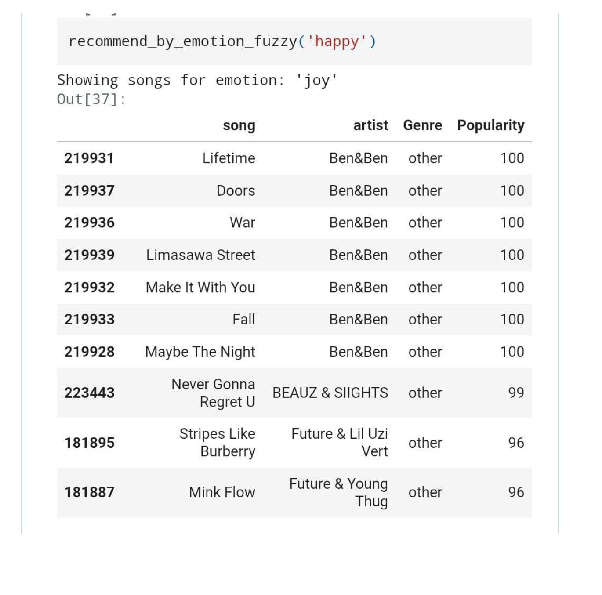 recommend_by_emotion_fuzzy('happy')
Showing songs for emotion: 'joy'
Out[37]:
song artist Genre Popularity
219931 Lifetime Ben&Ben other 100
219937 Doors Ben&Ben other 100
219936 War Ben&Ben other 100
219939 Limasawa Street Ben&Ben other 100
219932 Make It With You Ben&Ben other 100
219933 Fall Ben&Ben other 100
219928 Maybe The Night Ben&Ben other 100
223443 Never Gonna Regret U BEAUZ & SIIGHTS other 99
181895 Stripes Like Burberry Future & Lil Uzi Vert other 96
181887 Mink Flow Future & Young Thug other 96